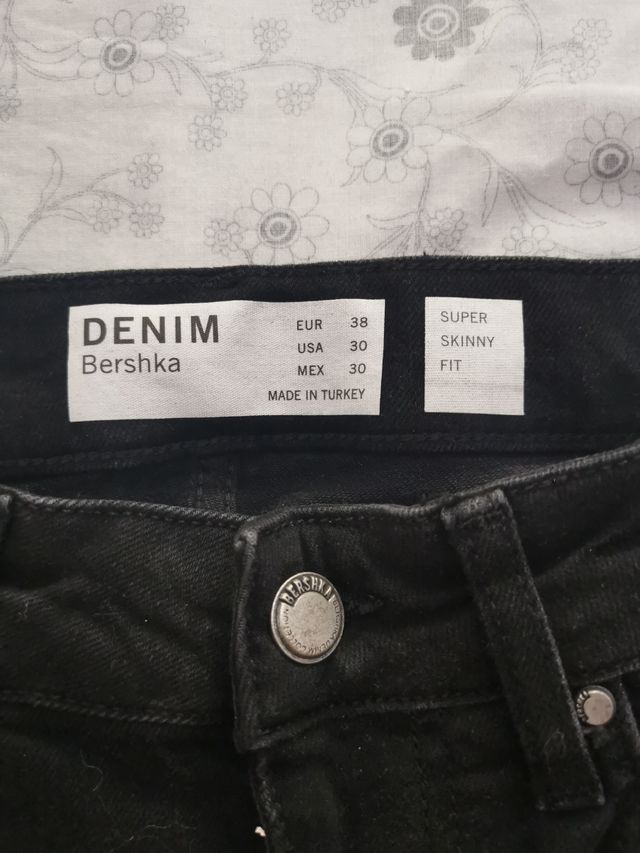 DENIM
Bershka
EUR 38
USA 30
MEX 30
MADE IN TURKEY
SUPER
SKINNY
FIT
BERSHKA